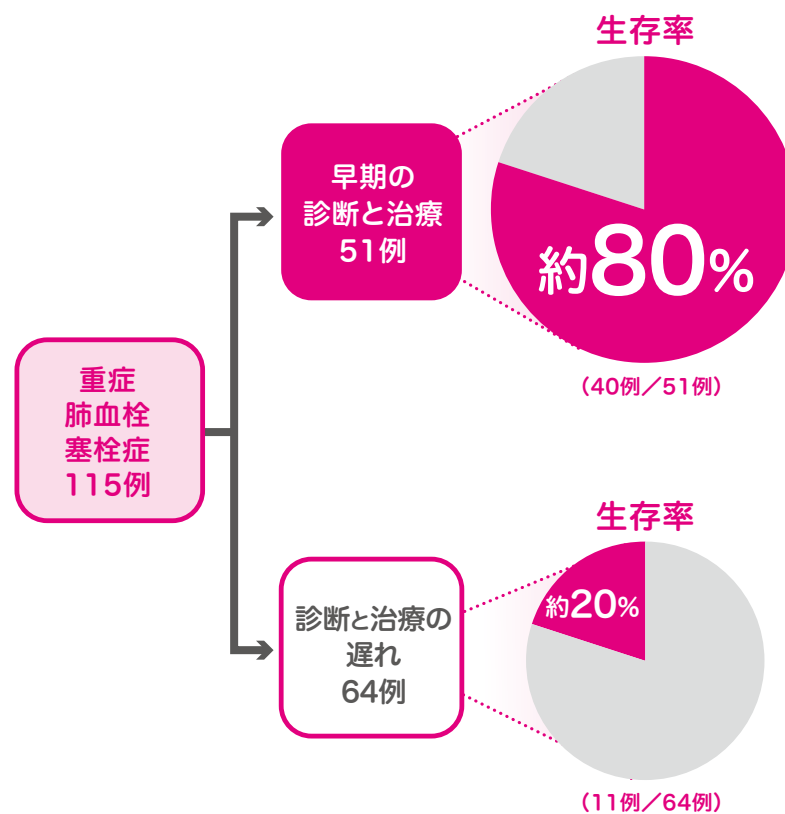 重症
肺血栓
塞栓症
115例
早期の
診断と治療
51例
生存率
約80%
（40例／51例）
診断と治療の
遅れ
64例
生存率
約20%
（11例／64例）